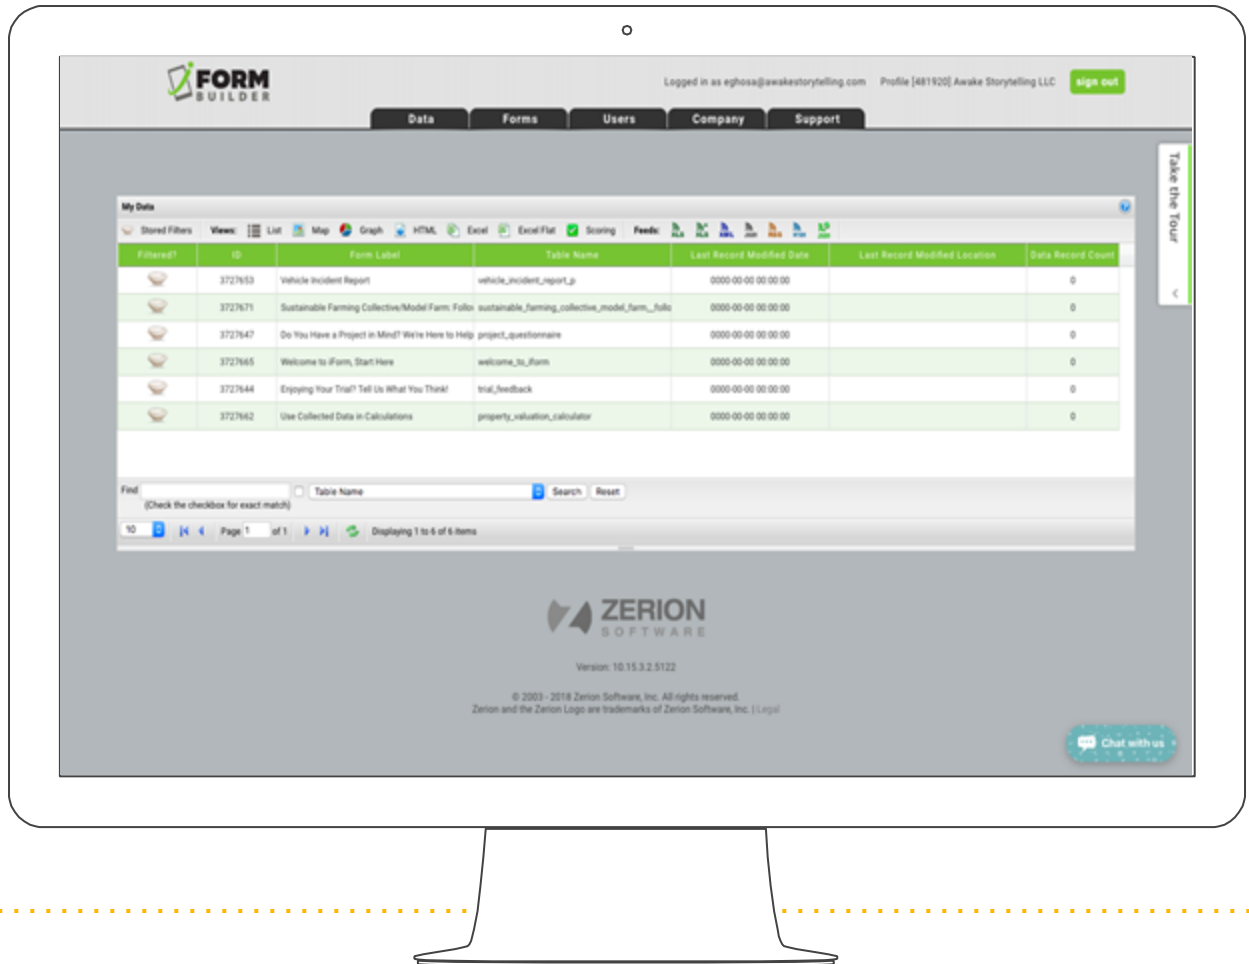 FORM
BUILDER
Logged in as eghosa@awakestorytelling.com Profile [481920] Awake Storytelling LLC sign out
Data Forms Users Company Support
Take the Tour
My Data
Stored Filters Views: List Map Graph HTML Excel Excel Flat Scoring Feeds:
Filtered? ID Form Label Table Name Last Record Modified Date Last Record Modified Location Data Record Count
3727653 Vehicle Incident Report vehicle_incident_report_p 0000-00-00 00:00:00 0
3727671 Sustainable Farming Collective/Model Farm: Follo sustainable_farming_collective_model_farm__follo 0000-00-00 00:00:00 0
3727647 Do You Have a Project in Mind? We're Here to Help project_questionnaire 0000-00-00 00:00:00 0
3727665 Welcome to iForm, Start Here welcome_to_iform 0000-00-00 00:00:00 0
3727644 Enjoying Your Trial? Tell Us What You Think! trial_feedback 0000-00-00 00:00:00 0
3727662 Use Collected Data in Calculations property_valuation_calculator 0000-00-00 00:00:00 0
Find Table Name Search Reset
(Check the checkbox for exact match)
10 Page 1 of 1 Displaying 1 to 6 of 6 items
ZERION
SOFTWARE
Version: 10.15.3.2.5122
© 2003 - 2018 Zerion Software, Inc. All rights reserved.
Zerion and the Zerion Logo are trademarks of Zerion Software, Inc. | Legal
Chat with us